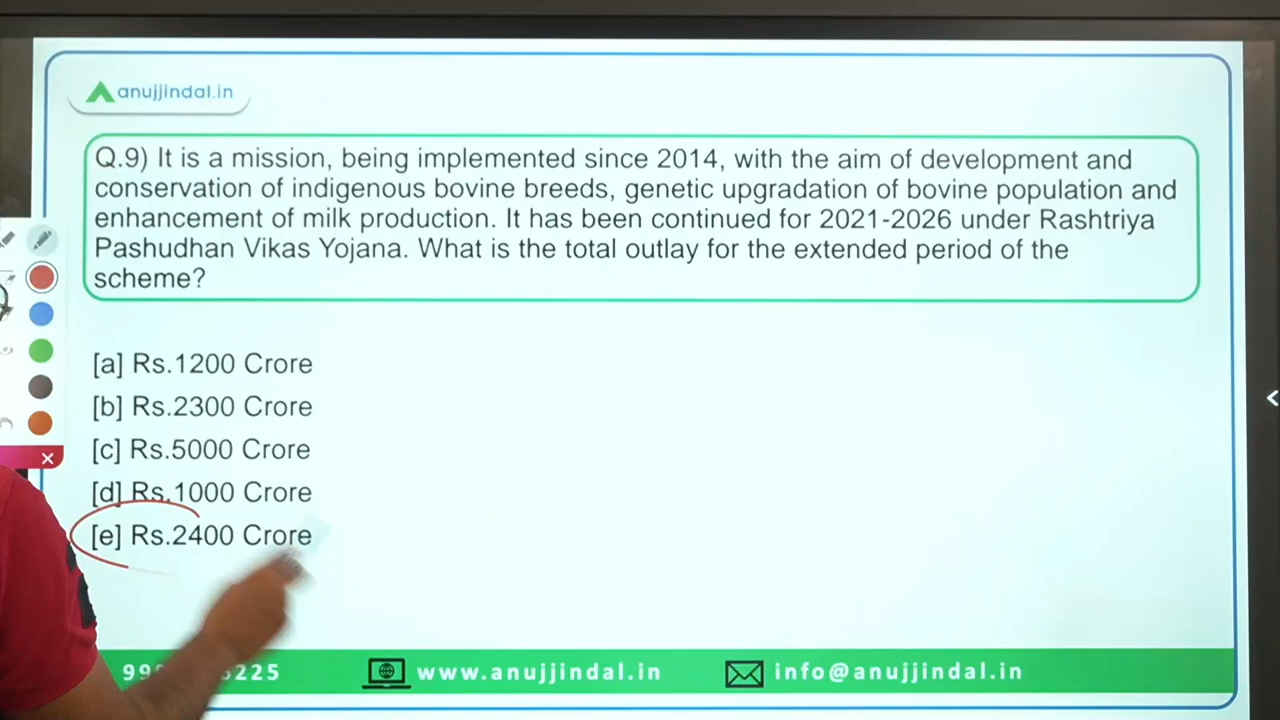 anujjindal.in
Q.9) It is a mission, being implemented since 2014, with the aim of development and
conservation of indigenous bovine breeds, genetic upgradation of bovine population and
enhancement of milk production. It has been continued for 2021-2026 under Rashtriya
Pashudhan Vikas Yojana. What is the total outlay for the extended period of the
scheme?
[a] Rs.1200 Crore
[b] Rs.2300 Crore
[c] Rs.5000 Crore
[d] Rs.1000 Crore
[e] Rs.2400 Crore
www.anujjindal.in
info@anujjindal.in